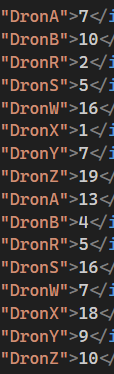 "DronA">7</i
"DronB">10</
"DronR">2</i
"DronS">5</i
"DronW">16</
"DronX">1</i
"DronY">7</i
"DronZ">19</
"DronA">13</
"DronB">4</i
"DronR">5</i
"DronS">16</
"DronW">7</i
"DronX">18</
"DronY">9</i
"DronZ">10</